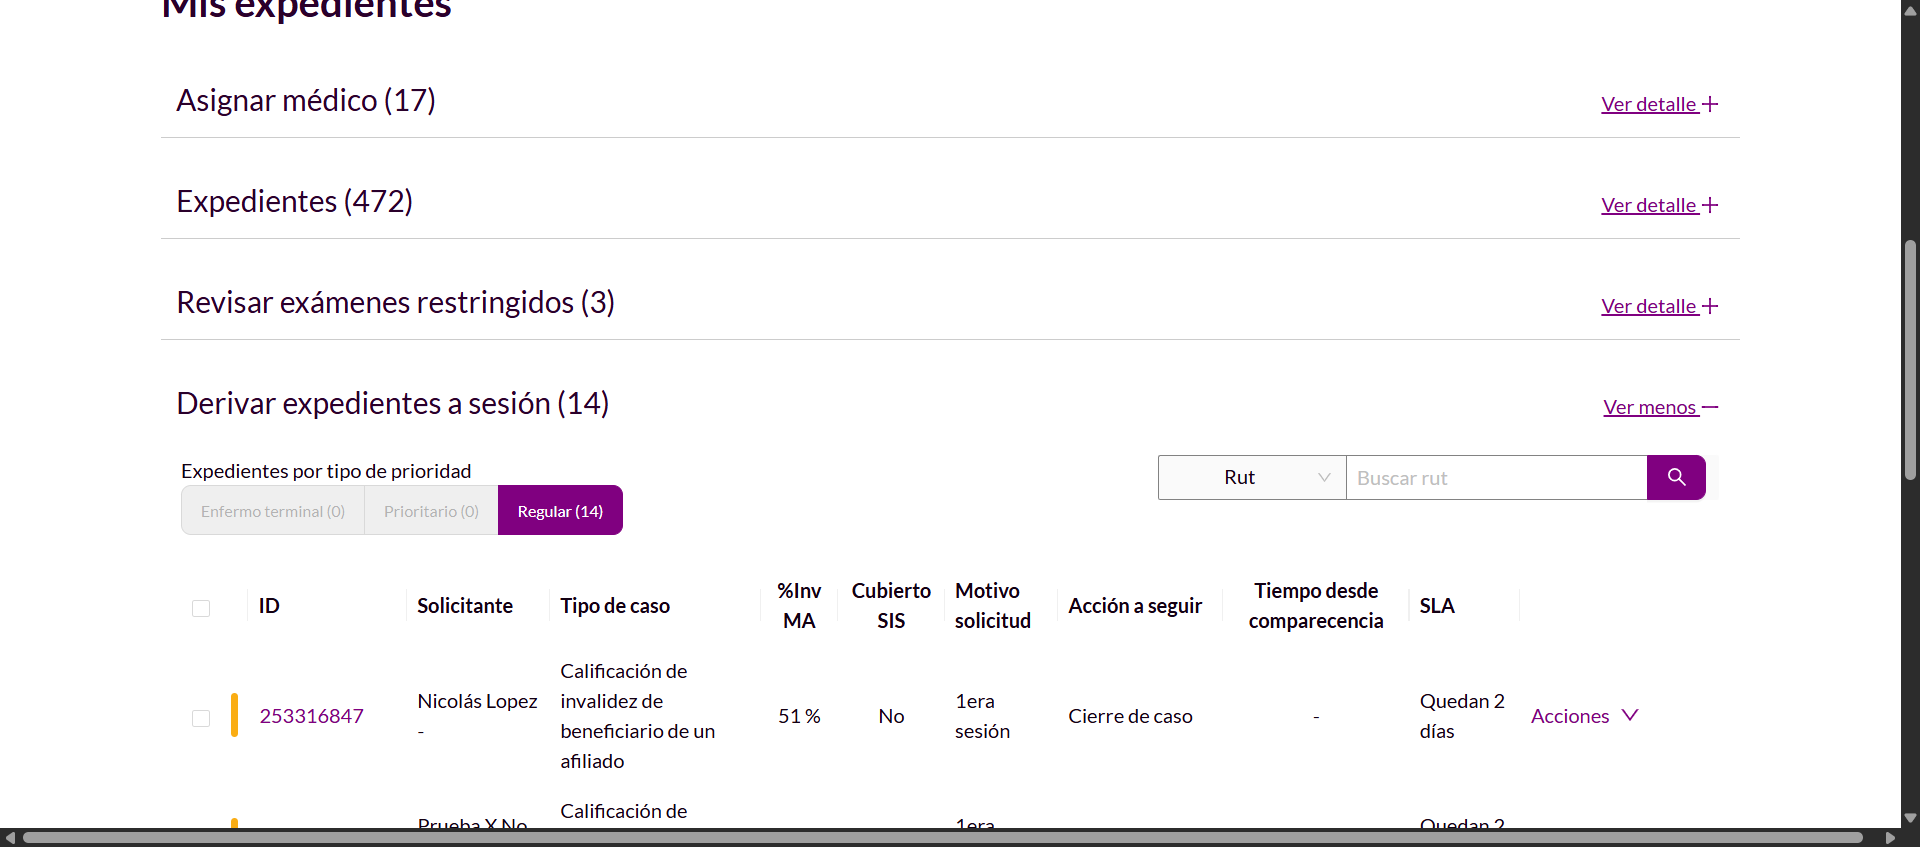 Mis expedientes
Asignar médico (17)
Ver detalle
Expedientes (472)
Ver detalle
Revisar exámenes restringidos (3)
Ver detalle
Derivar expedientes a sesión (14)
Ver menos
Expedientes por tipo de prioridad
Enfermo terminal (0) Prioritario (0) Regular (14)
Rut Buscar rut
ID Solicitante Tipo de caso %Inv MA Cubierto SIS Motivo solicitud Acción a seguir Tiempo desde comparecencia SLA
253316847
Nicolás Lopez
-
Calificación de
invalidez de
beneficiario de un
afiliado
51 %
No
1era
sesión
Cierre de caso
-
Quedan 2
días
Acciones
Prueba X No
Calificación de
1era
Quedan 2